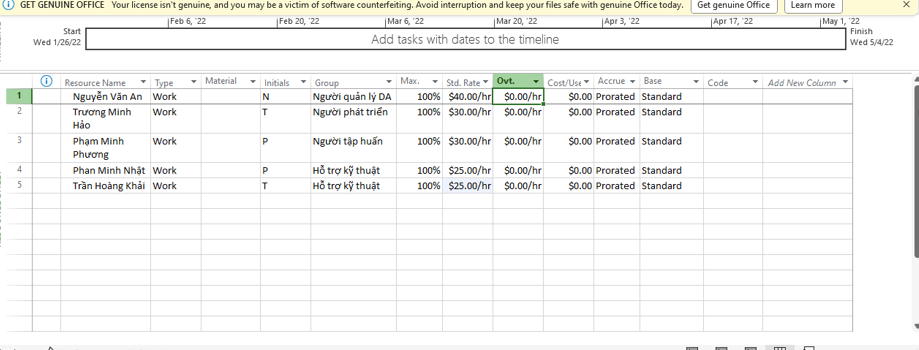 GET GENUINE OFFICE Your license isn't genuine, and you may be a victim of software counterfeiting. Avoid interruption and keep your files safe with genuine Office today. Get genuine Office Learn more
Feb 6, '22 Feb 20, '22 Mar 6, '22 Mar 20, '22 Apr 3, '22 Apr 17, '22 May 1, '22
Start Add tasks with dates to the timeline Finish
Wed 1/26/22 Wed 5/4/22
Resource Name Type Material Initials Group Max. Std. Rate Ovt. Cost/Use Accrue Base Code Add New Column
1 Nguyễn Văn An Work N Người quản lý DA 100% $40.00/hr $0.00/hr $0.00 Prorated Standard
2 Trương Minh Work T Người phát triển 100% $30.00/hr $0.00/hr $0.00 Prorated Standard
Hảo
3 Phạm Minh Work P Người tập huấn 100% $30.00/hr $0.00/hr $0.00 Prorated Standard
Phương
4 Phan Minh Nhật Work P Hỗ trợ kỹ thuật 100% $25.00/hr $0.00/hr $0.00 Prorated Standard
5 Trần Hoàng Khải Work T Hỗ trợ kỹ thuật 100% $25.00/hr $0.00/hr $0.00 Prorated Standard